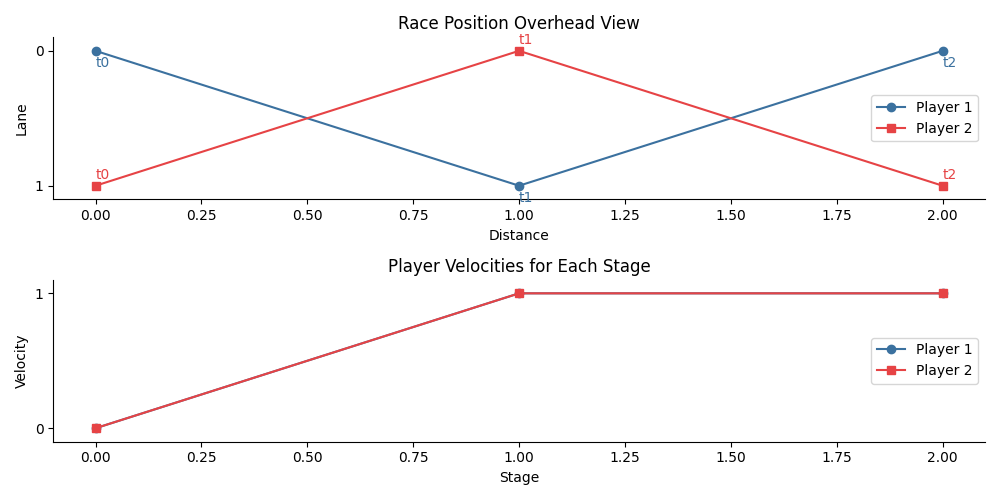 Race Position Overhead View
0
1
Lane
t0
t1
t2
t0
t1
t2
Player 1
Player 2
0.00 0.25 0.50 0.75 1.00 1.25 1.50 1.75 2.00
Distance
Player Velocities for Each Stage
1
0
Velocity
Player 1
Player 2
0.00 0.25 0.50 0.75 1.00 1.25 1.50 1.75 2.00
Stage